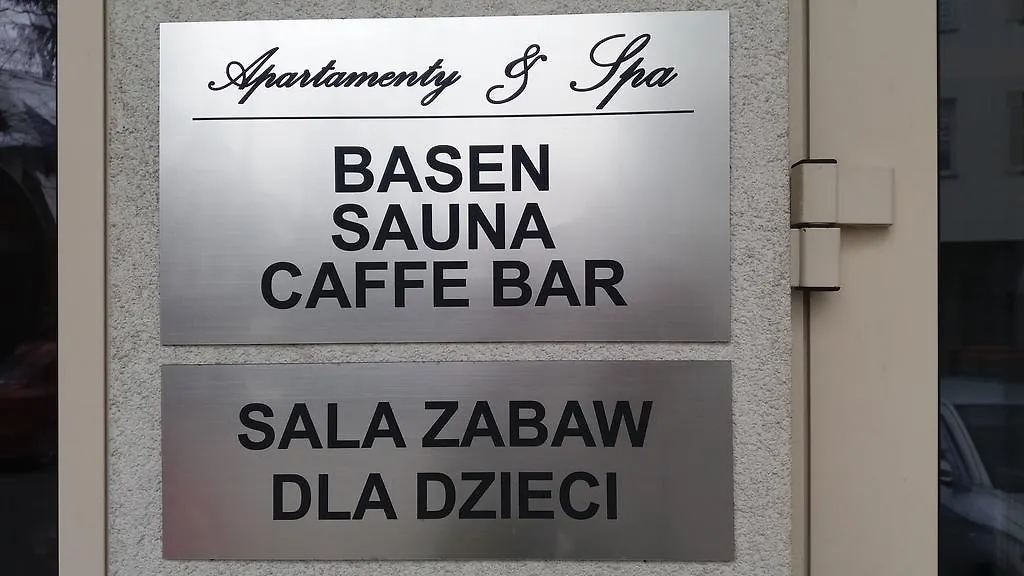 Apartamenty & Spa
BASEN
SAUNA
CAFFE BAR
SALA ZABAW
DLA DZIECI